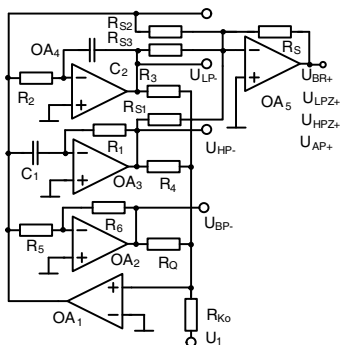 R_S2
R_S3
OA_4
C_2
R_2
R_3
U_LP-
R_S
OA_5
U_BR+
U_LPZ+
U_HPZ+
U_AP+
R_S1
C_1
R_1
U_HP-
OA_3
R_4
R_5
R_6
U_BP-
OA_2
R_Q
OA_1
R_Ko
U_1